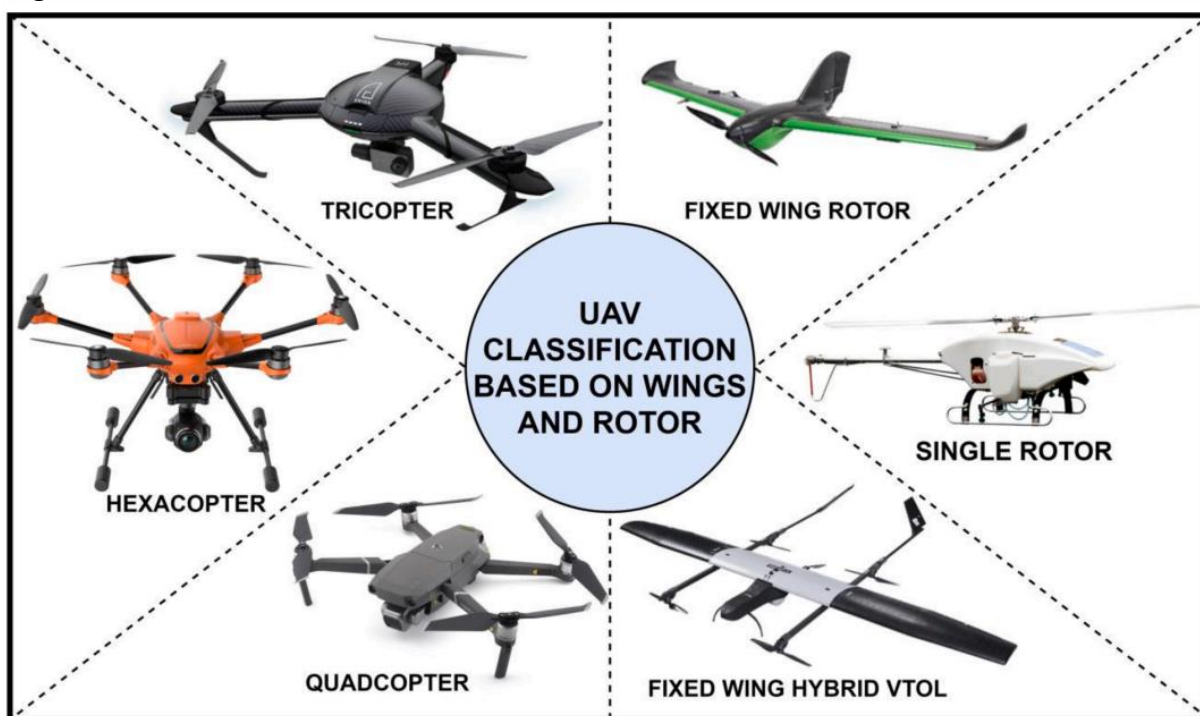 TRICOPTER
FIXED WING ROTOR
UAV
CLASSIFICATION
BASED ON WINGS
AND ROTOR
HEXACOPTER
SINGLE ROTOR
QUADCOPTER
FIXED WING HYBRID VTOL